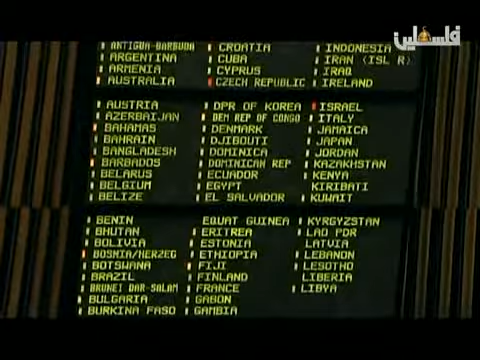 فلسطين
ANTIGUA-BARBUDA CROATIA INDONESIA
ARGENTINA CUBA IRAN (ISL R)
ARMENIA CYPRUS IRAQ
AUSTRALIA CZECH REPUBLIC IRELAND
AUSTRIA DPR OF KOREA ISRAEL
AZERBAIJAN DEM REP OF CONGO ITALY
BAHAMAS DENMARK JAMAICA
BAHRAIN DJIBOUTI JAPAN
BANGLADESH DOMINICA JORDAN
BARBADOS DOMINICAN REP KAZAKHSTAN
BELARUS ECUADOR KENYA
BELGIUM EGYPT KIRIBATI
BELIZE EL SALVADOR KUWAIT
BENIN EQUAT GUINEA KYRGYZSTAN
BHUTAN ERITREA LAO PDR
BOLIVIA ESTONIA LATVIA
BOSNIA/HERZEG ETHIOPIA LEBANON
BOTSWANA FIJI LESOTHO
BRAZIL FINLAND LIBERIA
BRUNEI DAR-SALAM FRANCE LIBYA
BULGARIA GABON
BURKINA FASO GAMBIA